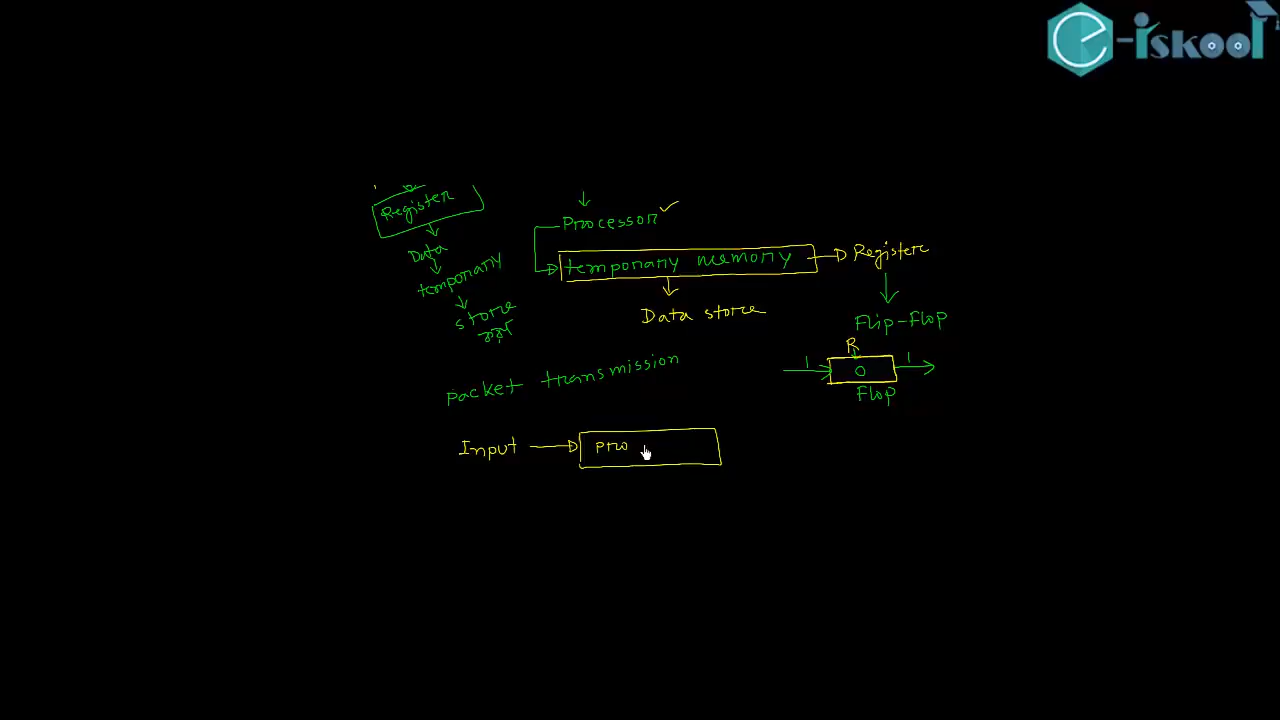 e-iskool
Register
Data
temporary
store
Processor
temporary memory
Register
Data store
Flip-Flop
R
1 0 1
Flop
packet transmission
Input pro